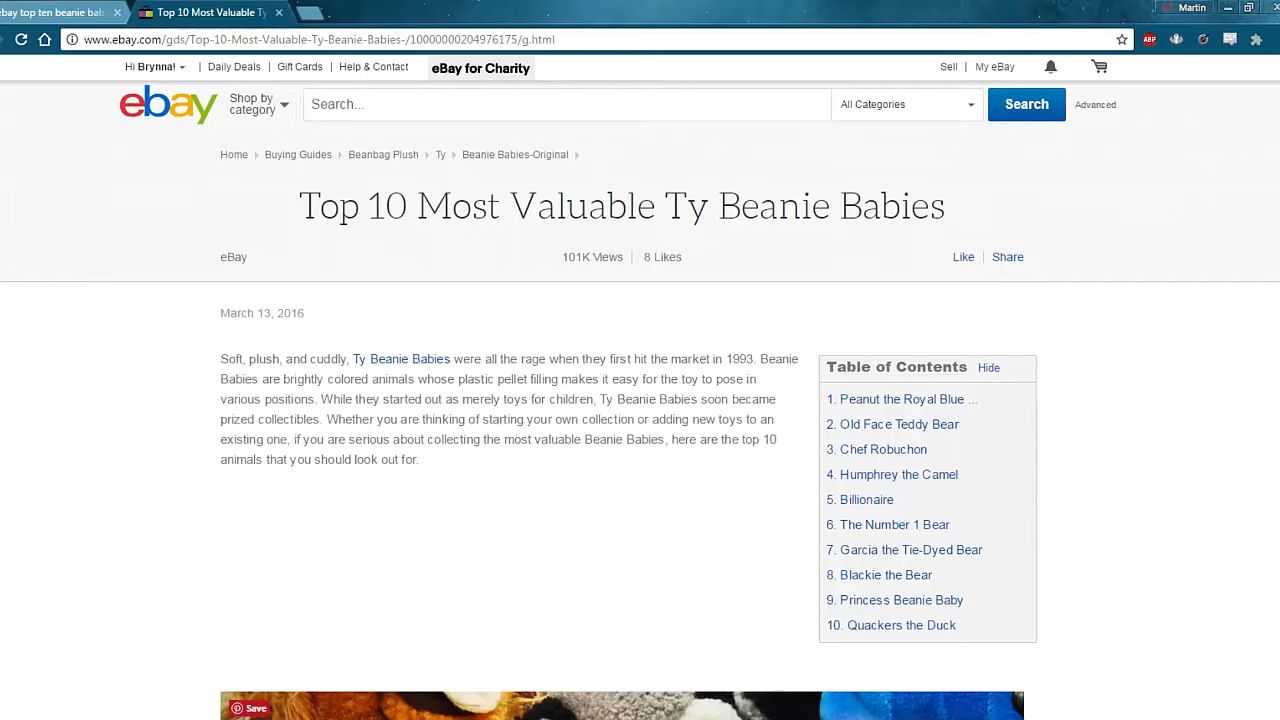 ebay top ten beanie bab
Top 10 Most Valuable Ty
Martin
www.ebay.com/gds/Top-10-Most-Valuable-Ty-Beanie-Babies-/10000000204976175/g.html
ABP
Hi Brynna! | Daily Deals | Gift Cards | Help & Contact eBay for Charity Sell | My eBay
ebay
Shop by
category
Search...
All Categories
Search
Advanced
Home Buying Guides Beanbag Plush Ty Beanie Babies-Original
Top 10 Most Valuable Ty Beanie Babies
eBay 101K Views 8 Likes Like Share
March 13, 2016
Soft, plush, and cuddly, Ty Beanie Babies were all the rage when they first hit the market in 1993. Beanie
Babies are brightly colored animals whose plastic pellet filling makes it easy for the toy to pose in
various positions. While they started out as merely toys for children, Ty Beanie Babies soon became
prized collectibles. Whether you are thinking of starting your own collection or adding new toys to an
existing one, if you are serious about collecting the most valuable Beanie Babies, here are the top 10
animals that you should look out for.
Table of Contents Hide
1. Peanut the Royal Blue ...
2. Old Face Teddy Bear
3. Chef Robuchon
4. Humphrey the Camel
5. Billionaire
6. The Number 1 Bear
7. Garcia the Tie-Dyed Bear
8. Blackie the Bear
9. Princess Beanie Baby
10. Quackers the Duck
Save